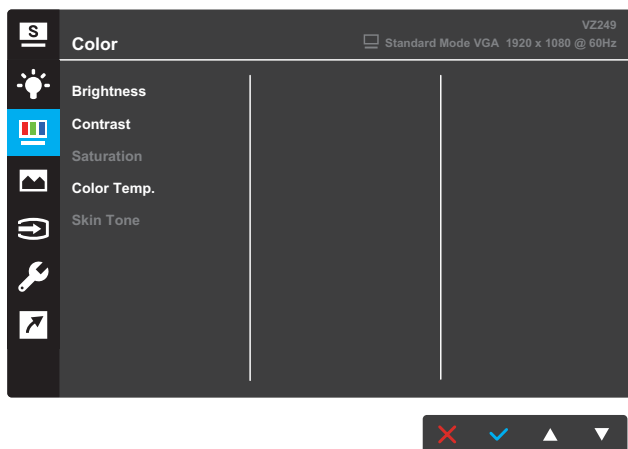 S
VZ249
Color
Standard Mode VGA 1920 x 1080 @ 60Hz
Brightness
Contrast
Saturation
Color Temp.
Skin Tone